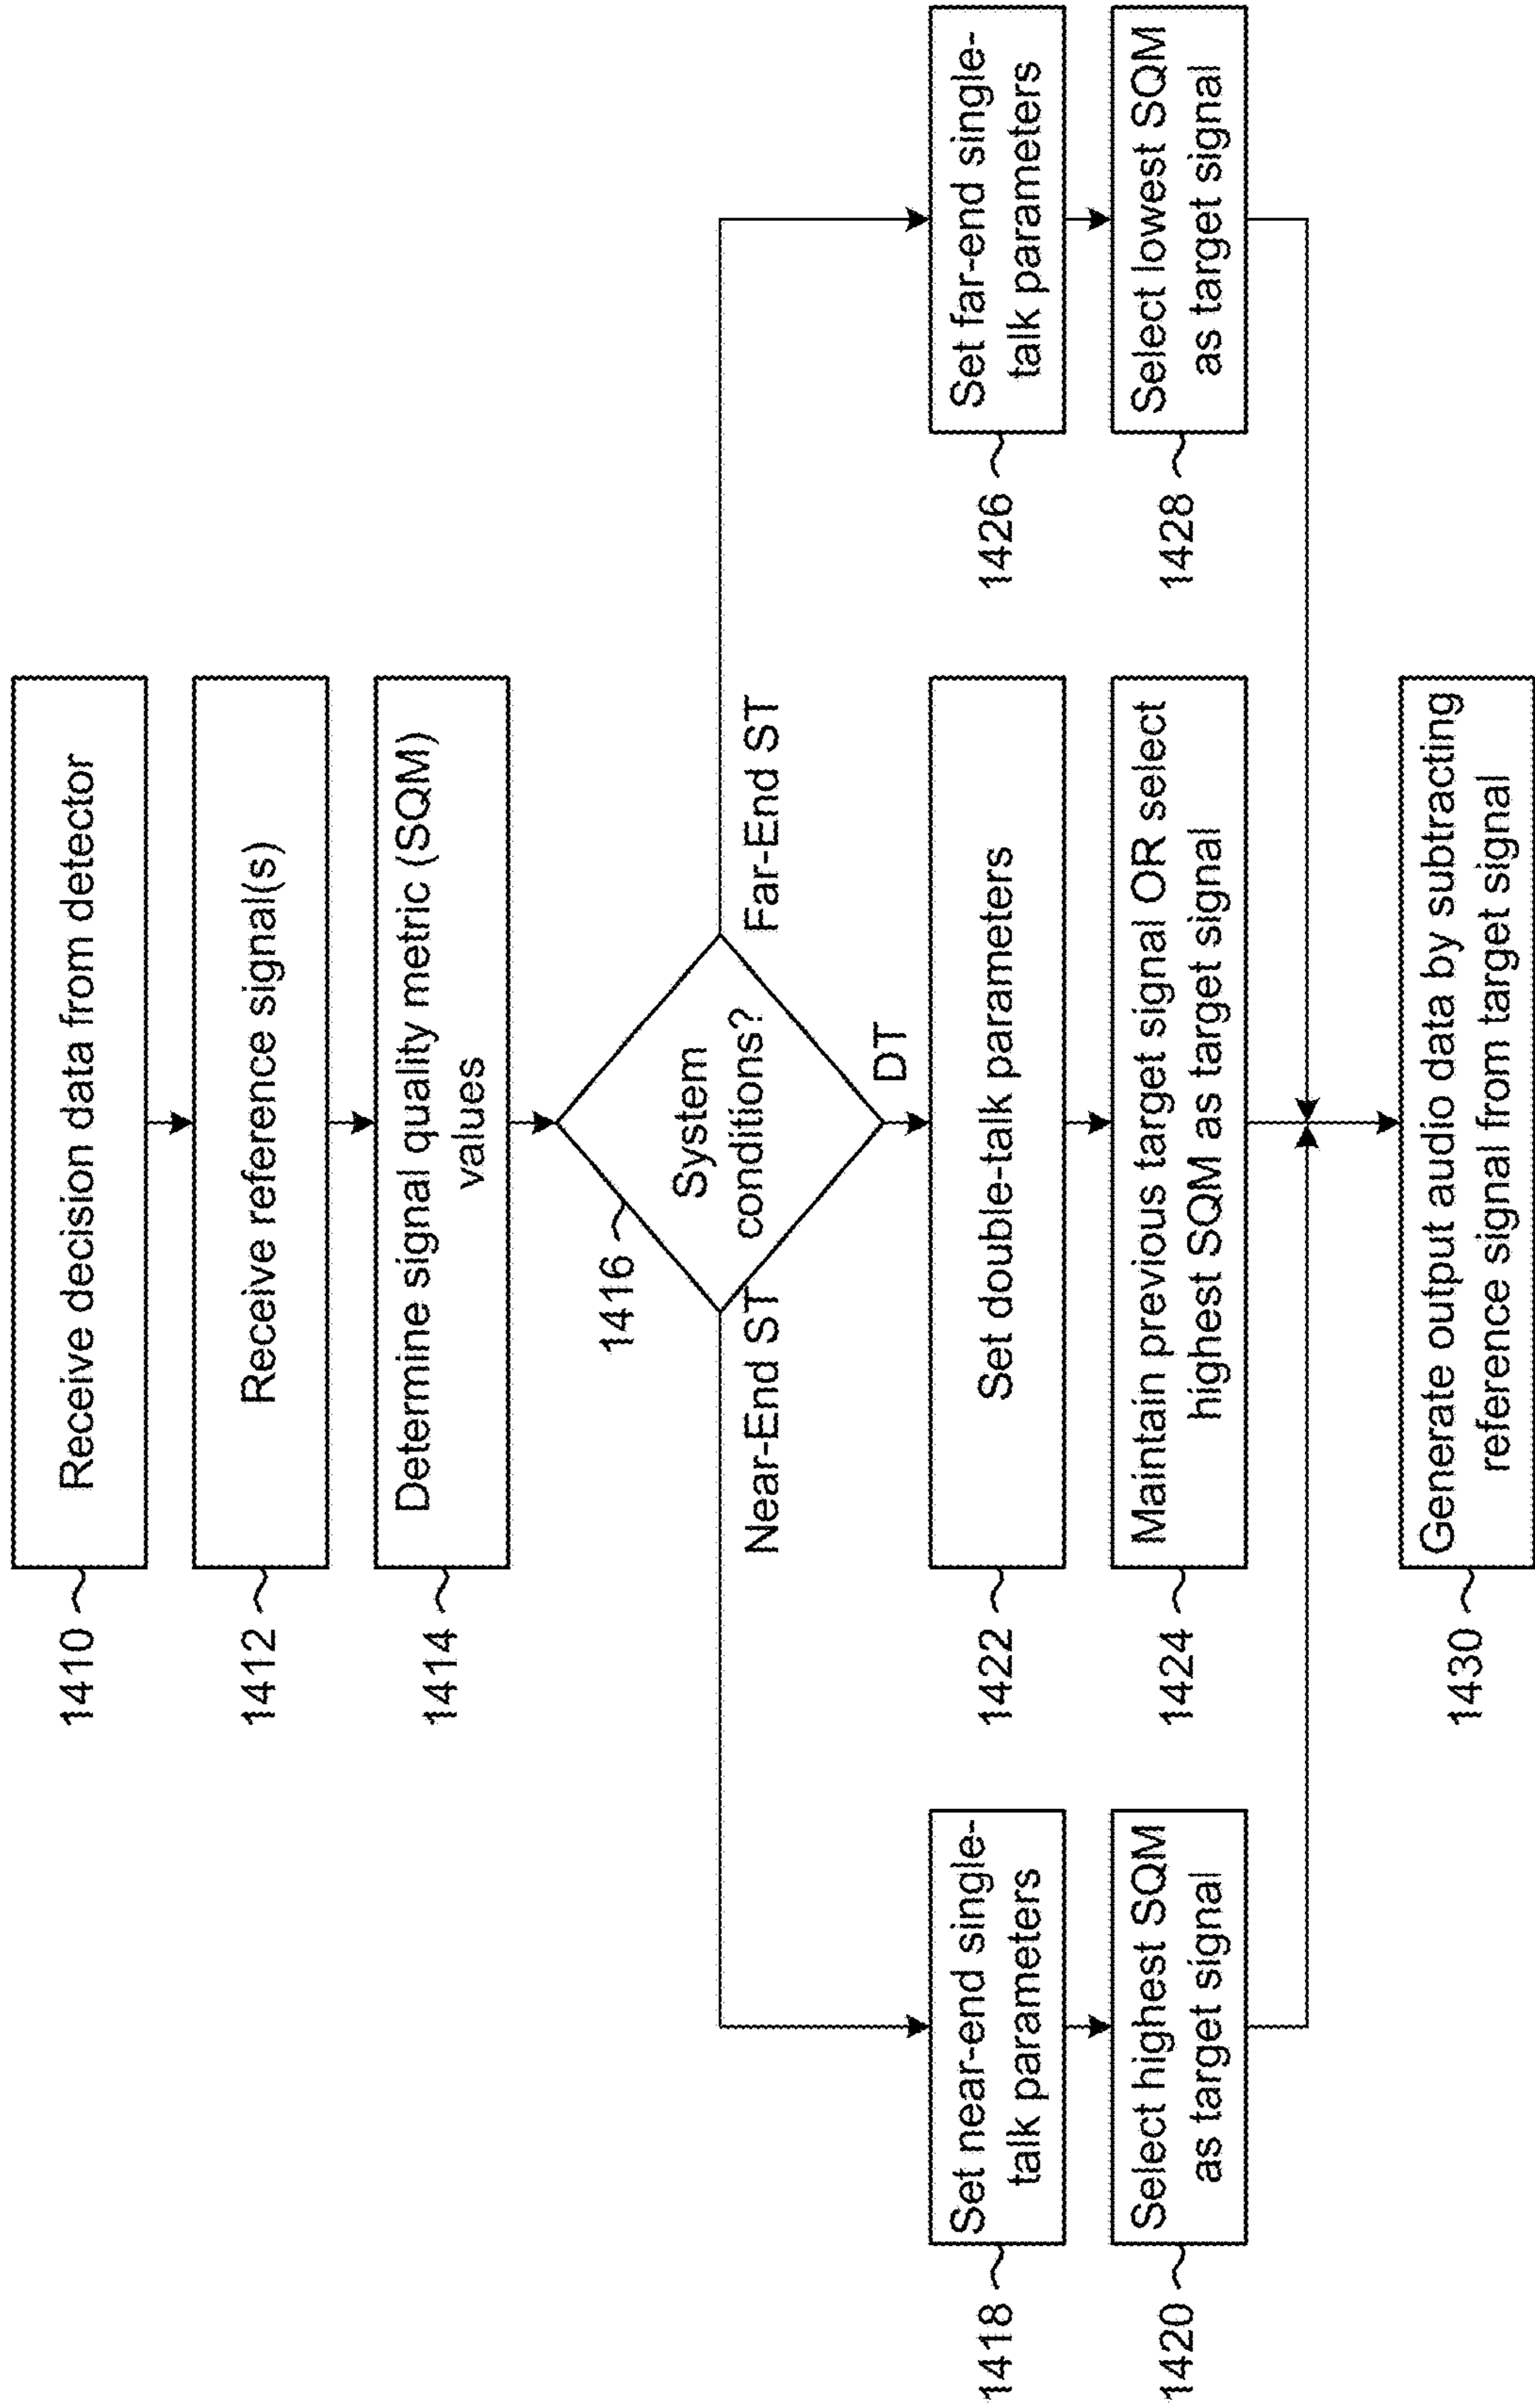 1410
Receive decision data from detector
1412
Receive reference signal(s)
1414
Determine signal quality metric (SQM)
values
1416
System
conditions?
Near-End ST
DT
Far-End ST
1418
Set near-end single-
talk parameters
1420
Select highest SQM
as target signal
1422
Set double-talk parameters
1424
Maintain previous target signal OR select
highest SQM as target signal
1426
Set far-end single-
talk parameters
1428
Select lowest SQM
as target signal
1430
Generate output audio data by subtracting
reference signal from target signal